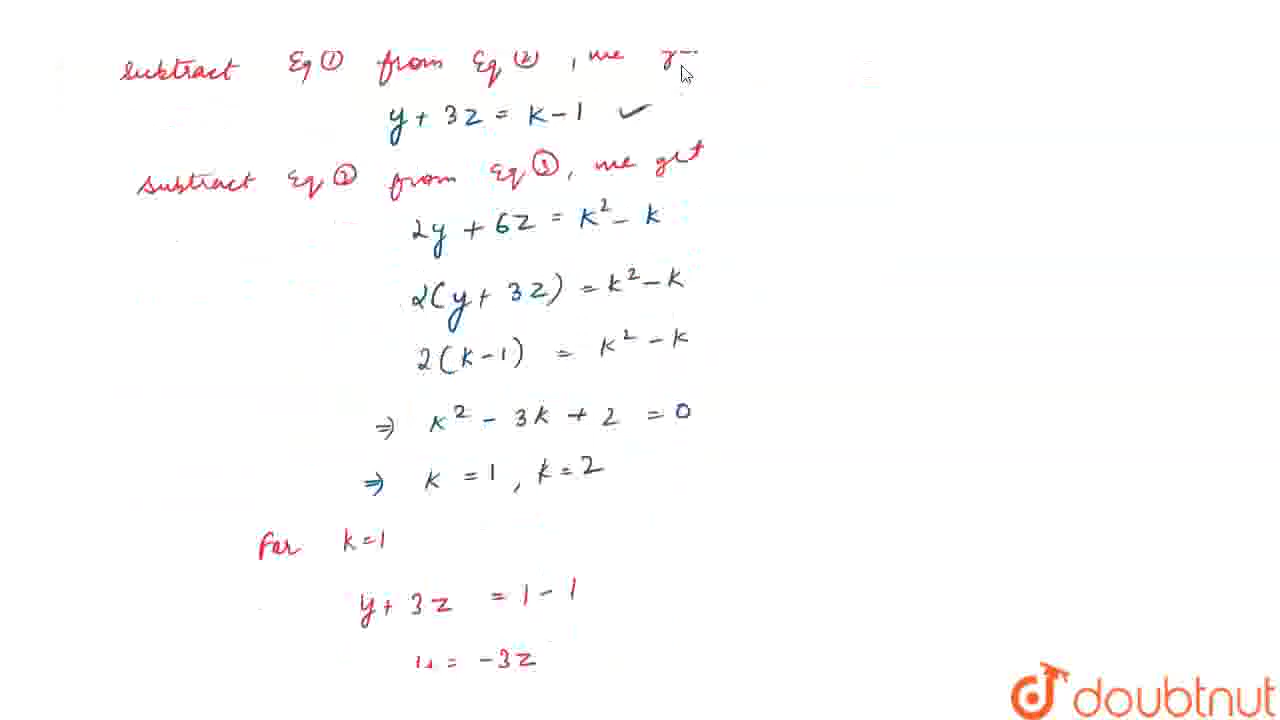 Subtract Eq ① from Eq ②, we
y + 3z = k - 1 ✓
Subtract Eq ② from Eq ③, we get
2y + 6z = k² - k
2(y + 3z) = k² - k
2(k - 1) = k² - k
⇒ k² - 3k + 2 = 0
⇒ k = 1, k = 2
For k = 1
y + 3z = 1 - 1
y = -3z
doubtnut